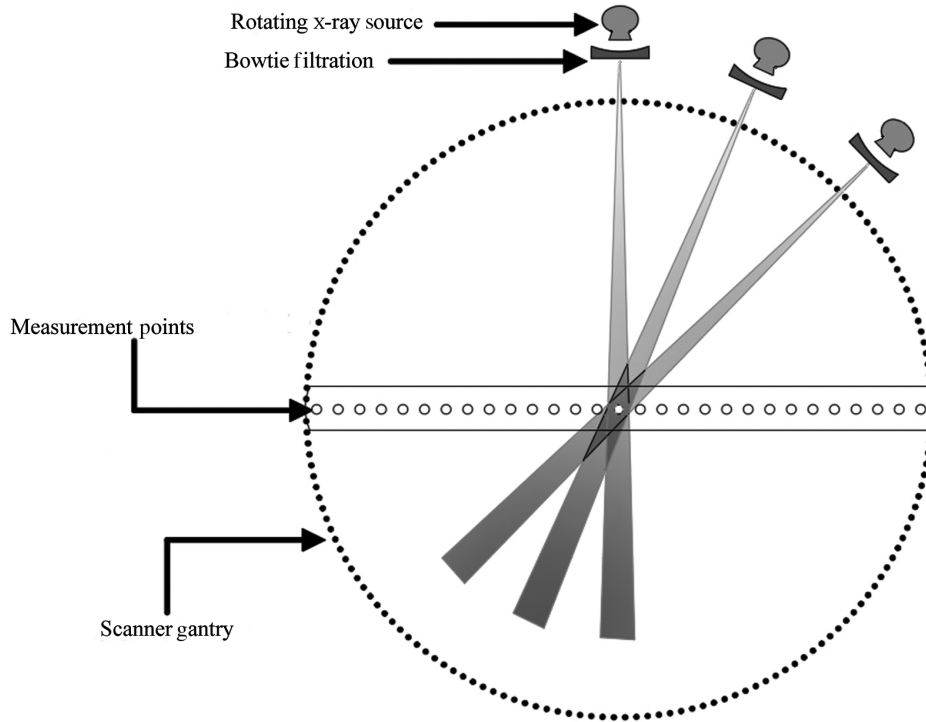 Rotating x-ray source
Bowtie filtration
Measurement points
Scanner gantry